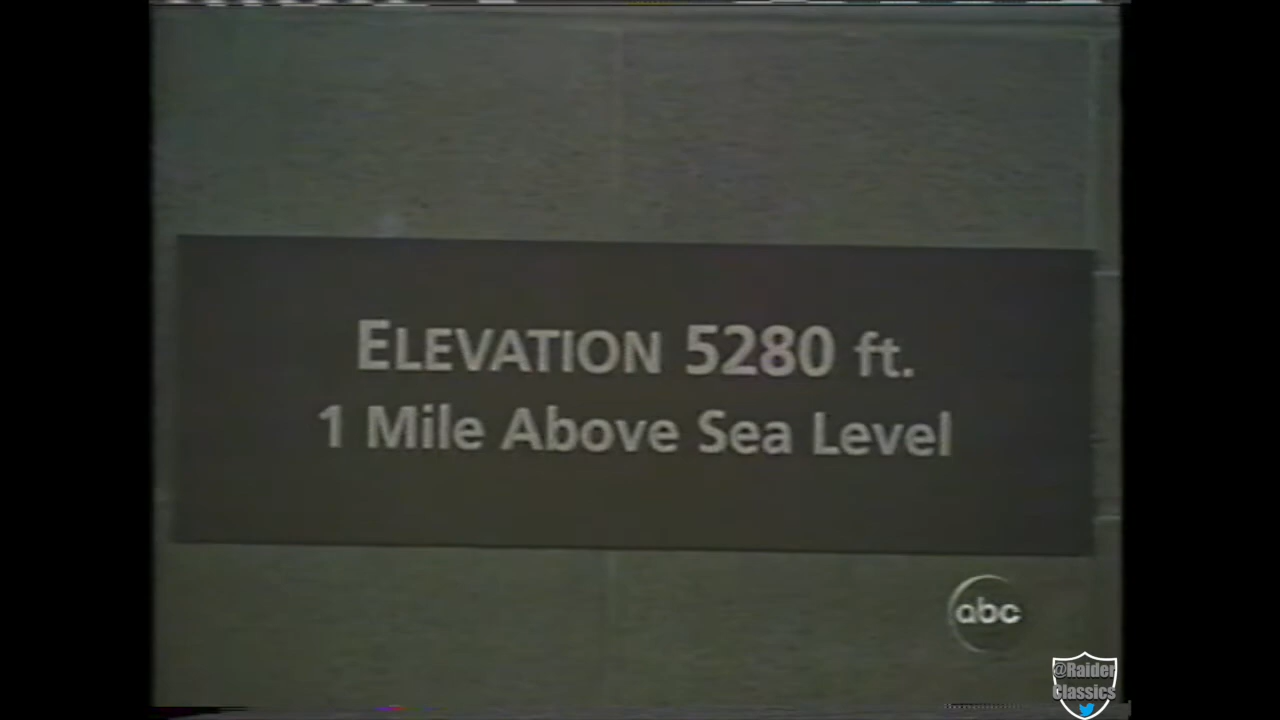 ELEVATION 5280 ft.
1 Mile Above Sea Level
abc
@Raider
Classics